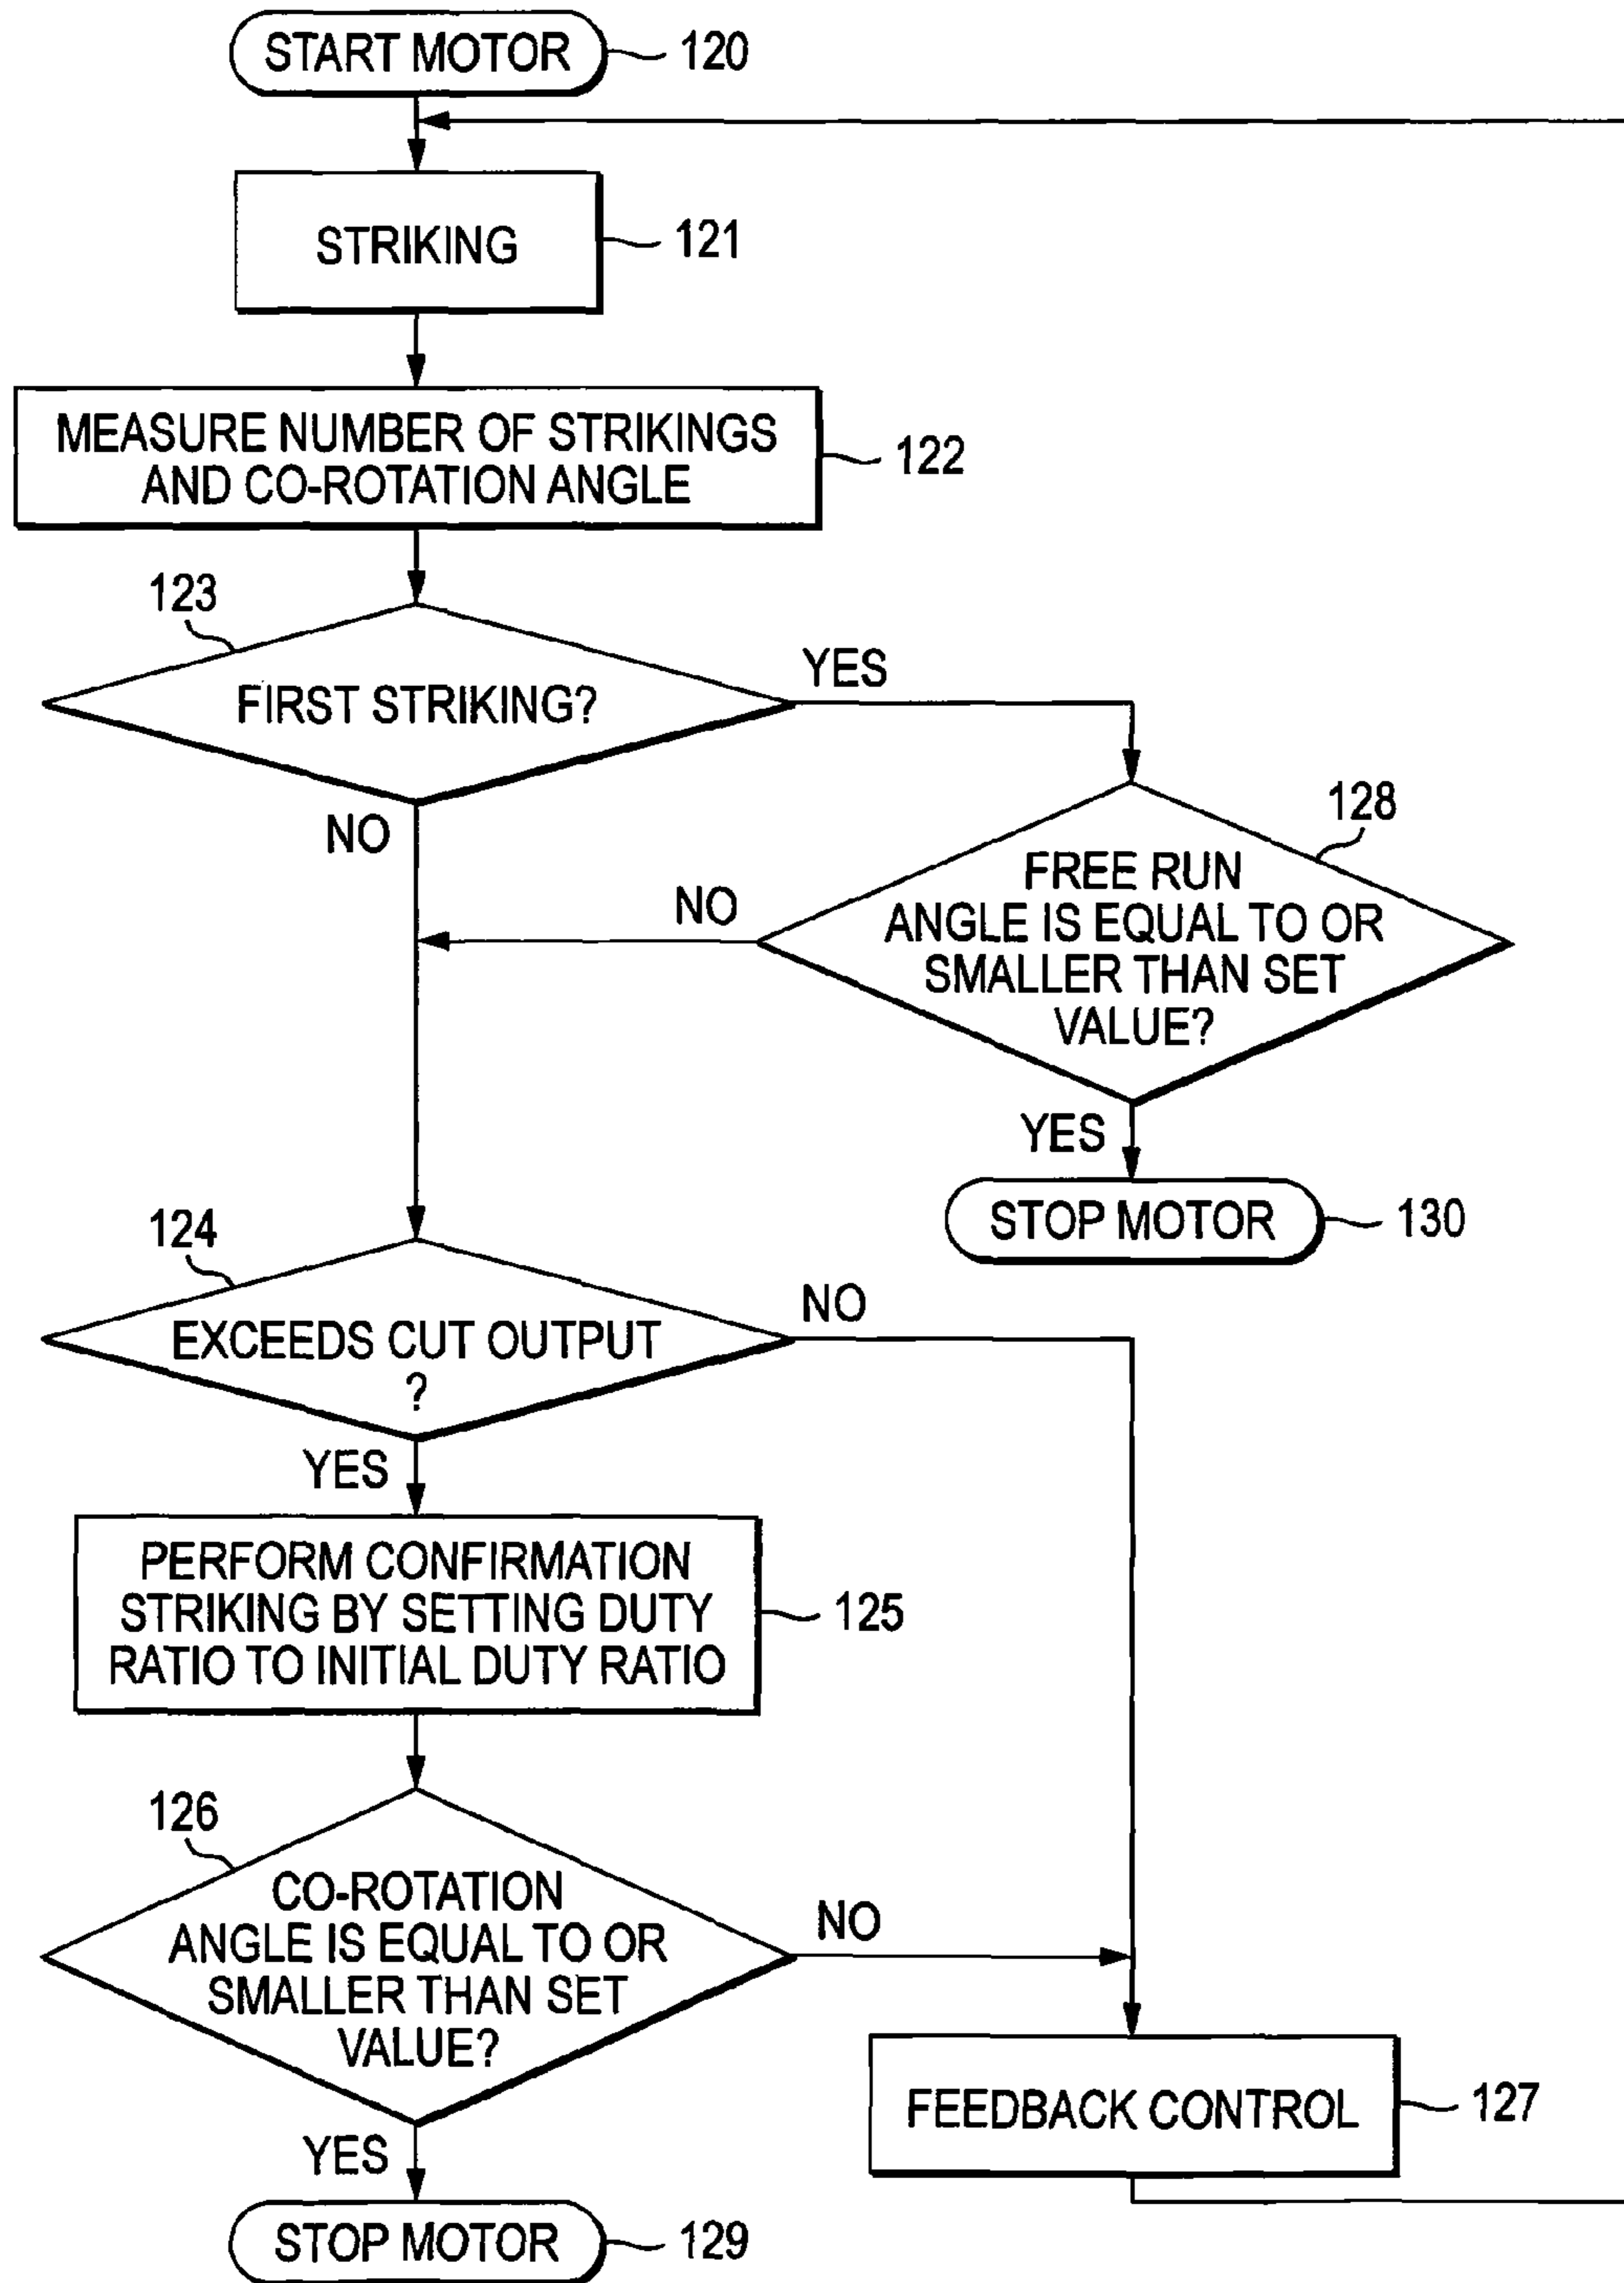 START MOTOR
120
STRIKING
121
MEASURE NUMBER OF STRIKINGS
AND CO-ROTATION ANGLE
122
123
FIRST STRIKING?
YES
NO
128
FREE RUN
ANGLE IS EQUAL TO OR
SMALLER THAN SET
VALUE?
NO
YES
STOP MOTOR
130
124
EXCEEDS CUT OUTPUT
?
NO
YES
PERFORM CONFIRMATION
STRIKING BY SETTING DUTY
RATIO TO INITIAL DUTY RATIO
125
126
CO-ROTATION
ANGLE IS EQUAL TO OR
SMALLER THAN SET
VALUE?
NO
YES
FEEDBACK CONTROL
127
STOP MOTOR
129